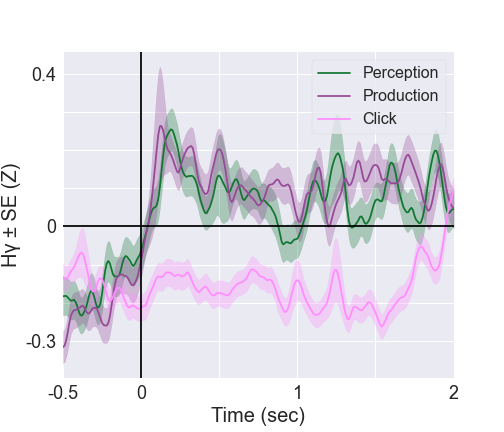 Perception
Production
Click
0.4
0
-0.3
Hγ ± SE (Z)
-0.5
0
1
2
Time (sec)